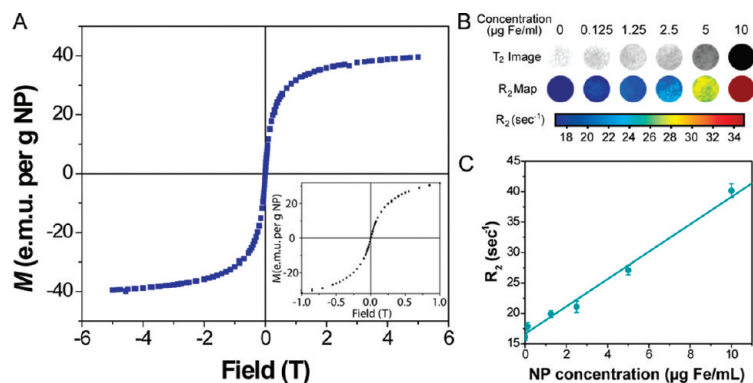 A
M (e.m.u. per g NP)
40
20
0
-20
-40
-6 -4 -2 0 2 4 6
Field (T)
M(e.m.u. per g NP)
30
20
10
0
-10
-20
-30
-1.0 -0.5 0.0 0.5 1.0
Field (T)
B
Concentration
(µg Fe/ml) 0 0.125 1.25 2.5 5 10
T2 Image
R2 Map
R2 (sec-1)
18 20 22 24 26 28 30 32 34
C
R2 (sec-1)
45
40
35
30
25
20
15
0 2 4 6 8 10
NP concentration (µg Fe/mL)